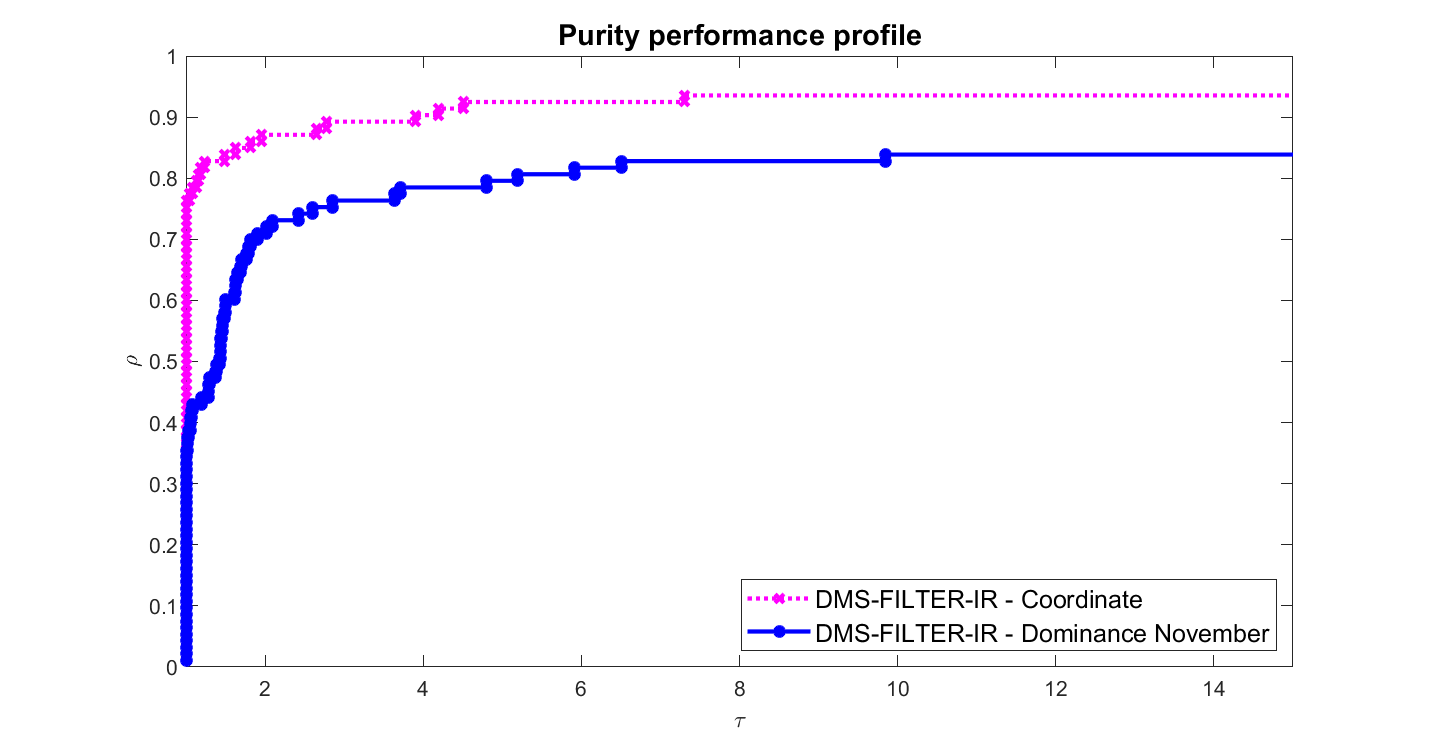 Purity performance profile
1
0.9
0.8
0.7
0.6
0.5
0.4
0.3
0.2
0.1
0
ρ
2 4 6 8 10 12 14
τ
DMS-FILTER-IR - Coordinate
DMS-FILTER-IR - Dominance November